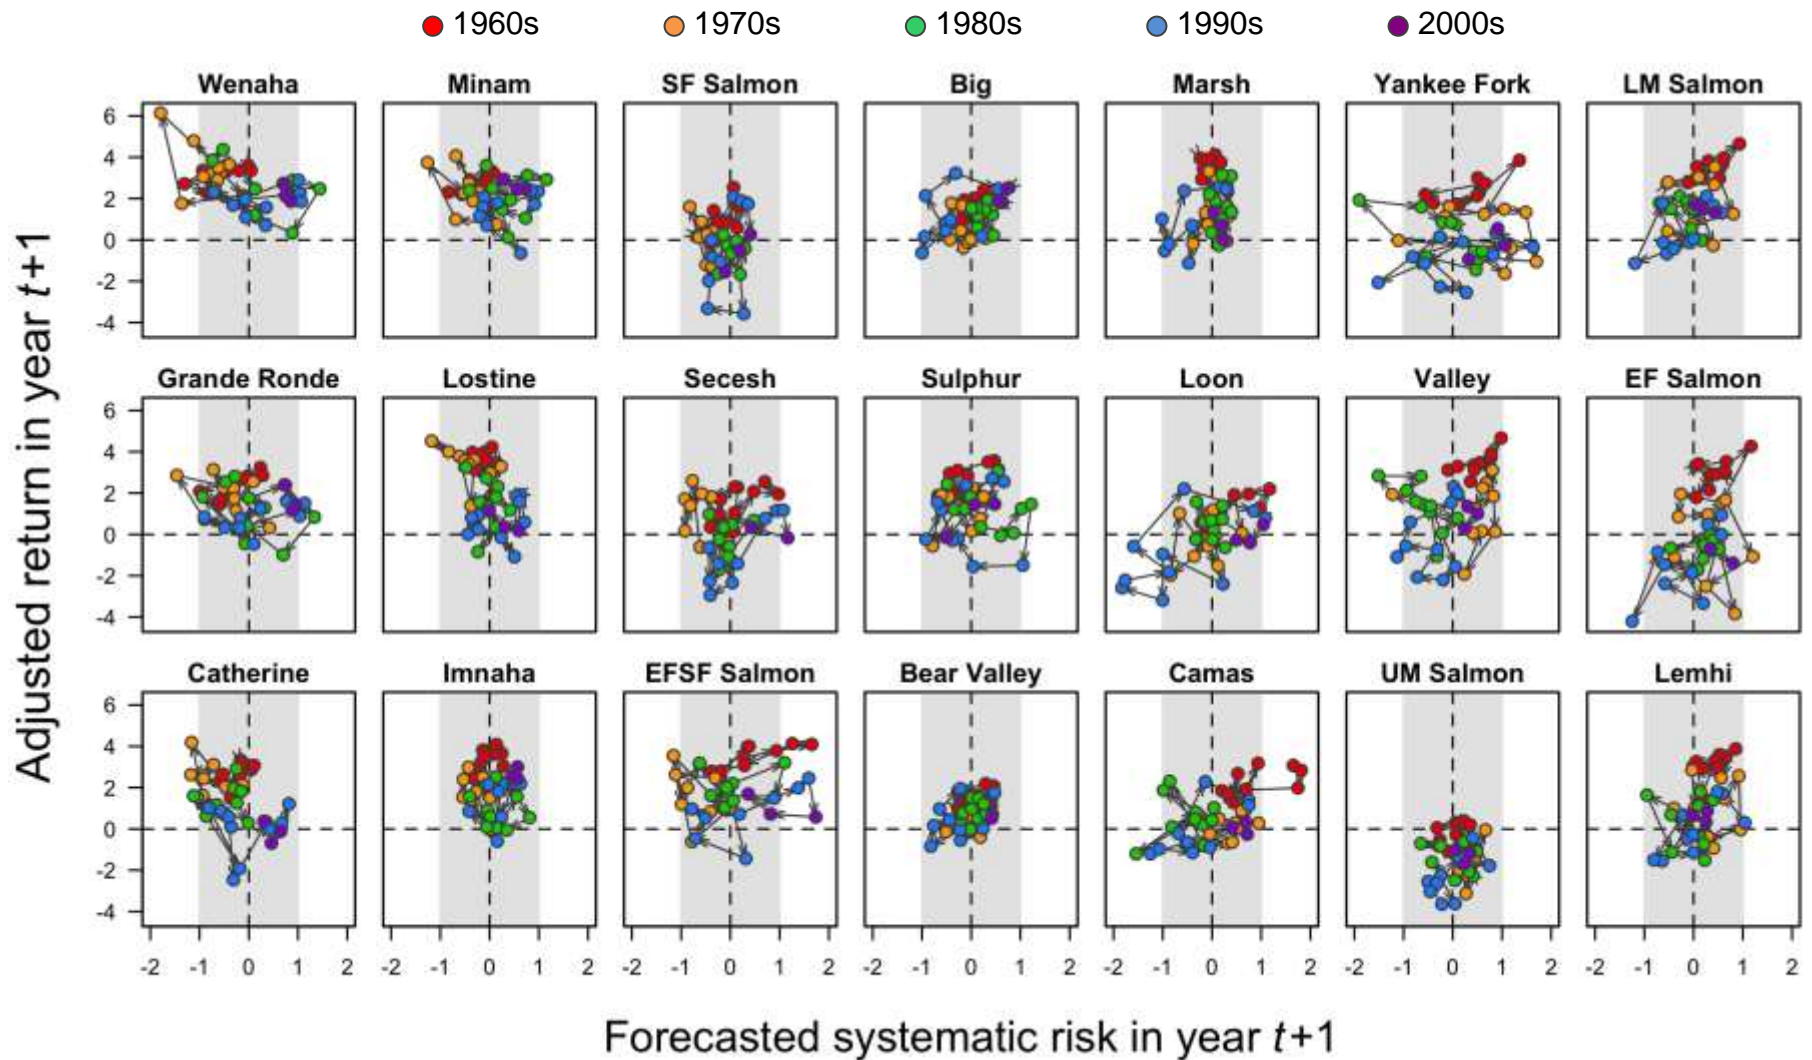 1960s 1970s 1980s 1990s 2000s
Wenaha Minam SF Salmon Big Marsh Yankee Fork LM Salmon
6
4
2
0
-2
-4
Grande Ronde Lostine Secesh Sulphur Loon Valley EF Salmon
6
4
2
0
-2
-4
Catherine Imnaha EFSF Salmon Bear Valley Camas UM Salmon Lemhi
6
4
2
0
-2
-4
-2 -1 0 1 2 -2 -1 0 1 2 -2 -1 0 1 2 -2 -1 0 1 2 -2 -1 0 1 2 -2 -1 0 1 2 -2 -1 0 1 2
Adjusted return in year t+1
Forecasted systematic risk in year t+1